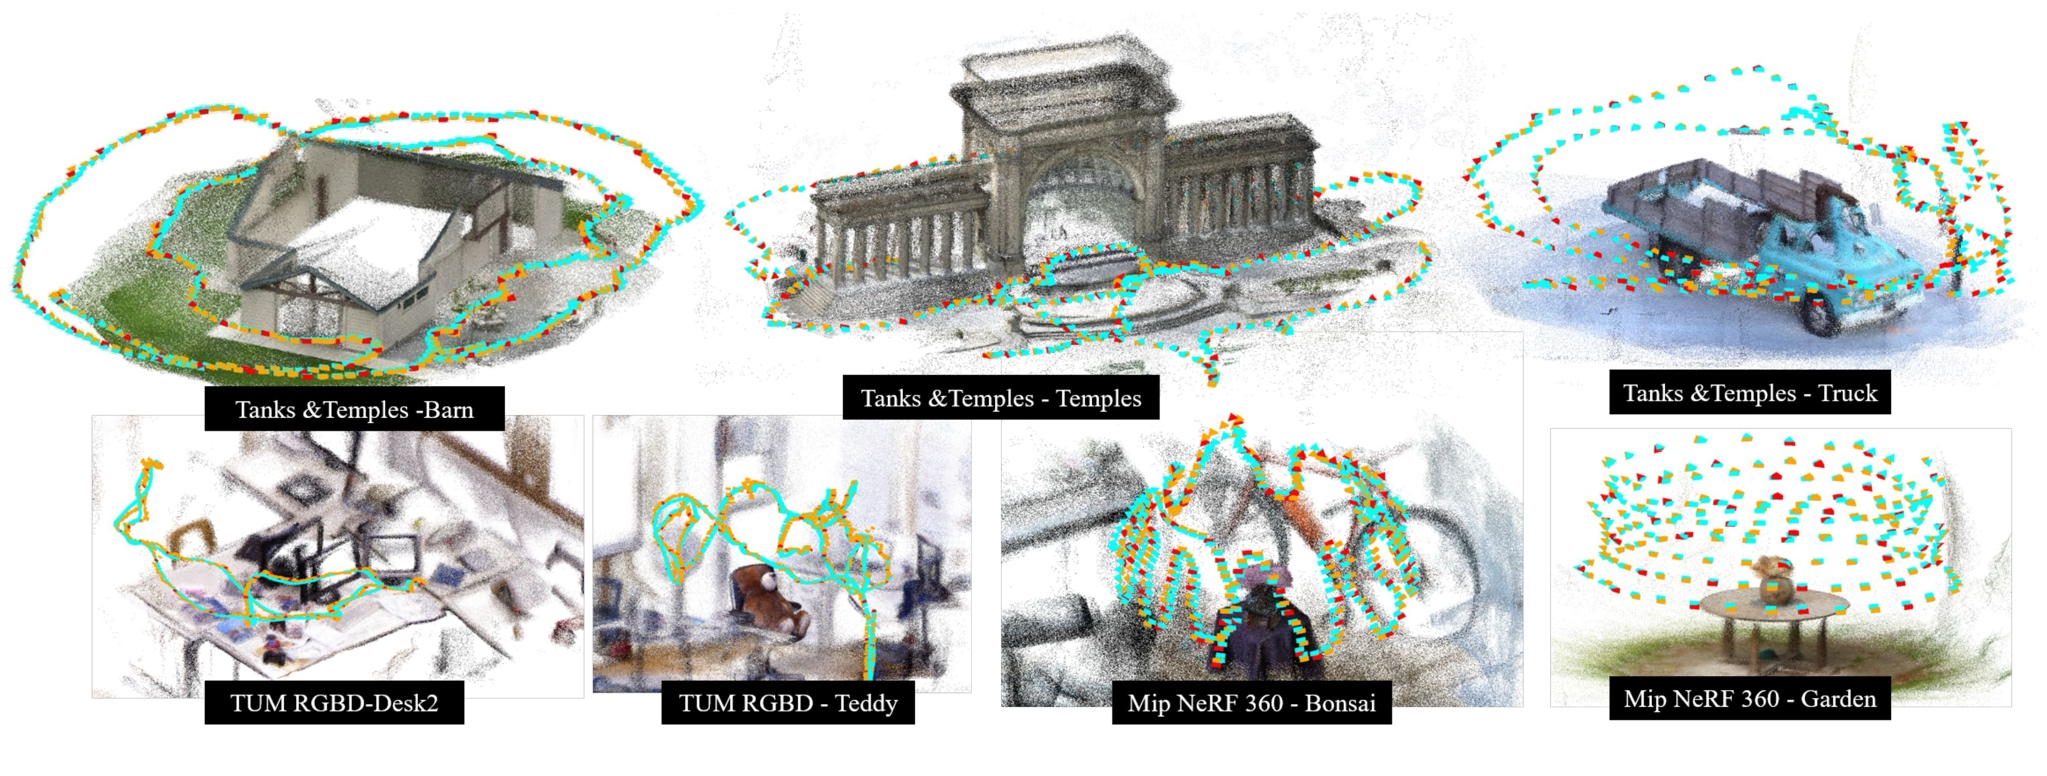 Tanks &Temples -Barn
Tanks &Temples - Temples
Tanks &Temples - Truck
TUM RGBD-Desk2
TUM RGBD - Teddy
Mip NeRF 360 - Bonsai
Mip NeRF 360 - Garden